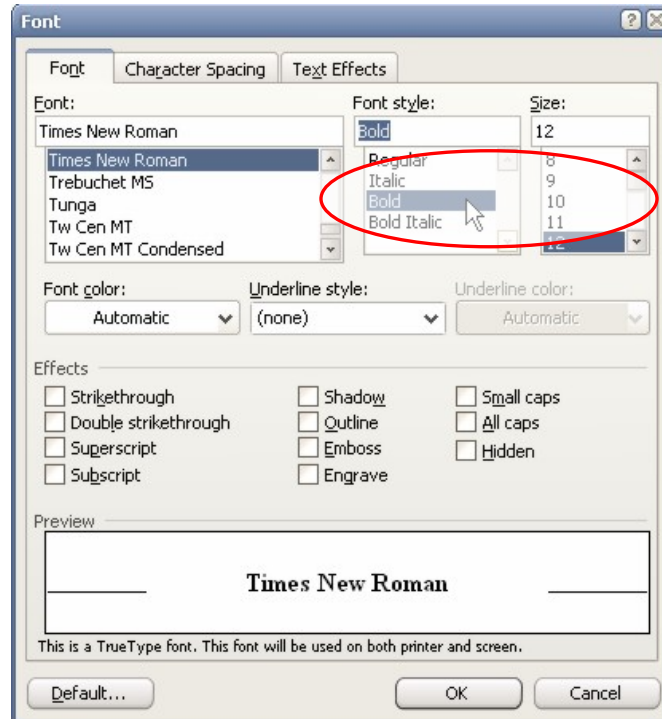 Font
Font Character Spacing Text Effects
Font: Font style: Size:
Times New Roman Bold 12
Times New Roman Regular 8
Trebuchet MS Italic 9
Tunga Bold 10
Tw Cen MT Bold Italic 11
Tw Cen MT Condensed 12
Font color: Underline style: Underline color:
Automatic (none) Automatic
Effects
Strikethrough Shadow Small caps
Double strikethrough Outline All caps
Superscript Emboss Hidden
Subscript Engrave
Preview
Times New Roman
This is a TrueType font. This font will be used on both printer and screen.
Default... OK Cancel